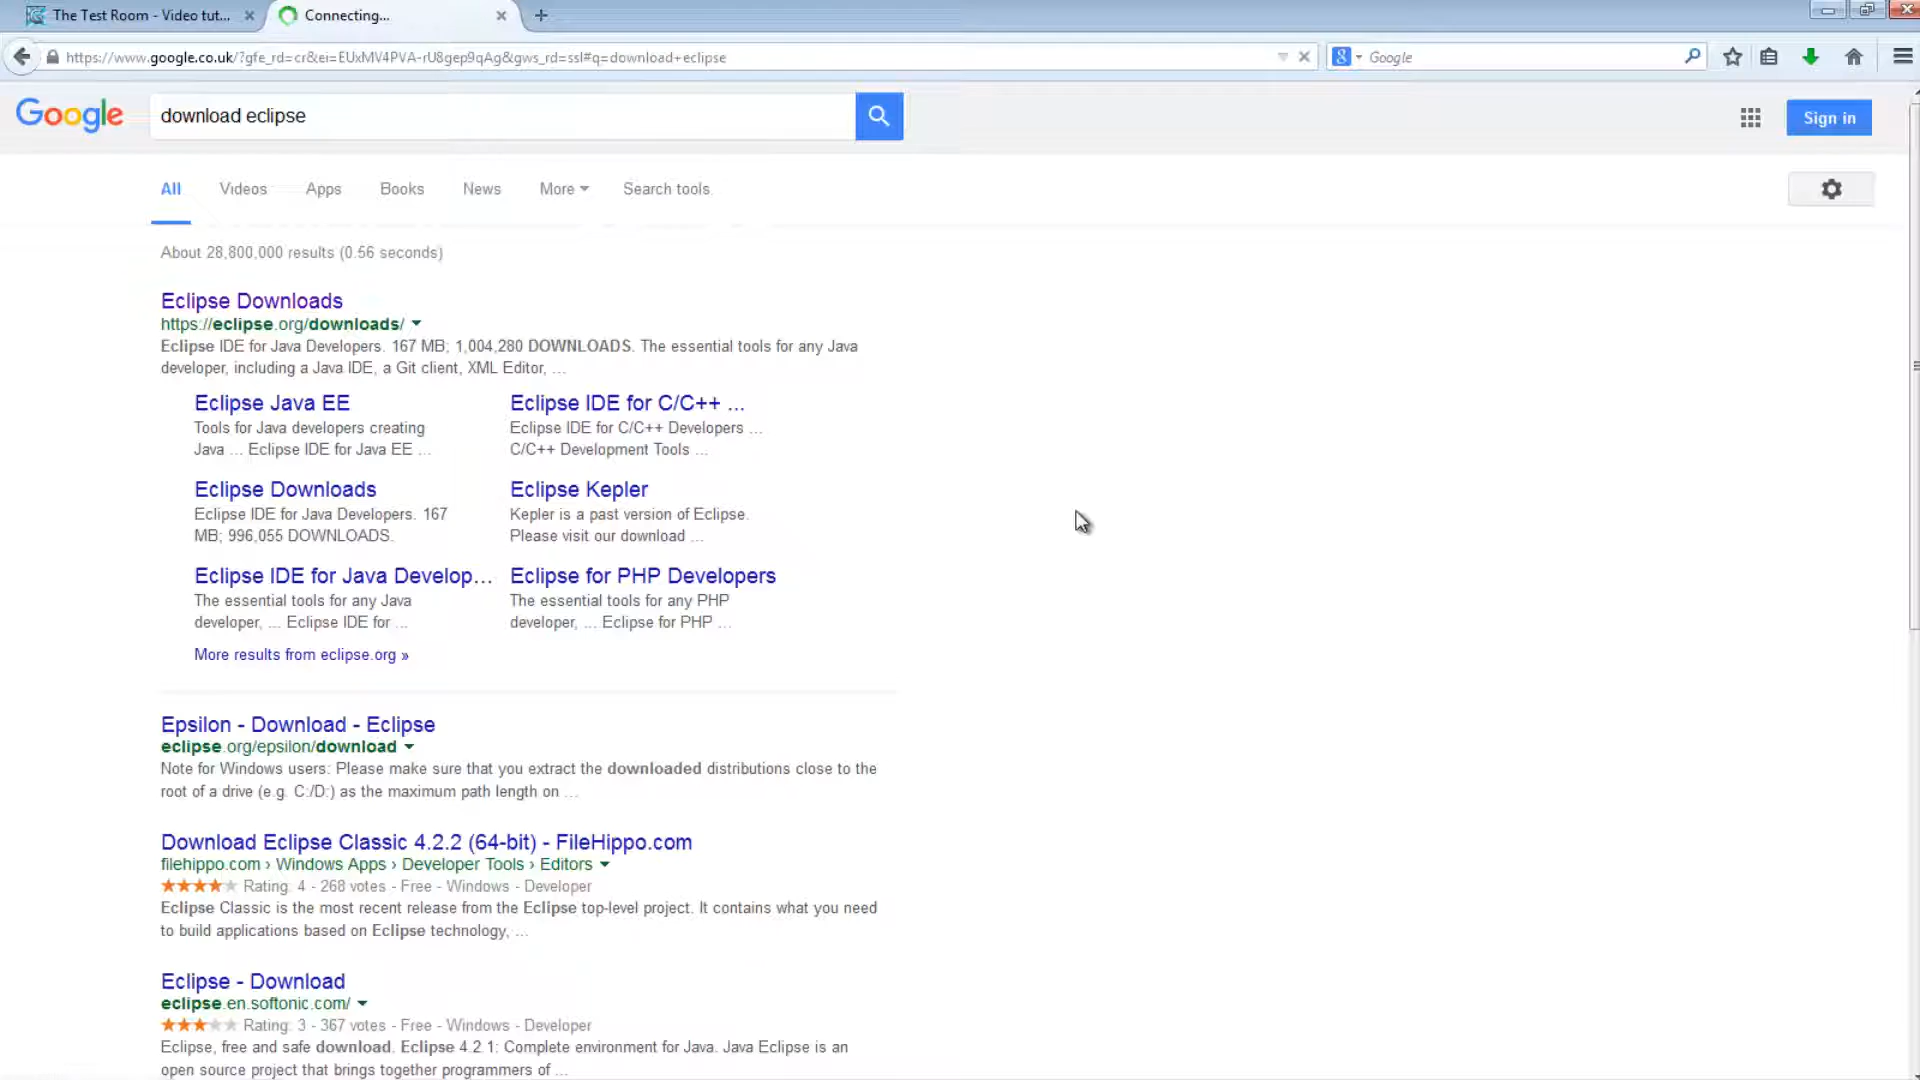 The Test Room - Video tut...
Connecting...
https://www.google.co.uk/?gfe_rd=cr&ei=EUxMV4PVA-rU8gep9qAg&gws_rd=ssl#q=download+eclipse
8
Google
Google
download eclipse
Sign in
All
Videos
Apps
Books
News
More
Search tools
About 28,800,000 results (0.56 seconds)
Eclipse Downloads
https://eclipse.org/downloads/
Eclipse IDE for Java Developers. 167 MB; 1,004,280 DOWNLOADS. The essential tools for any Java
developer, including a Java IDE, a Git client, XML Editor, ...
Eclipse Java EE
Tools for Java developers creating
Java ... Eclipse IDE for Java EE ...
Eclipse IDE for C/C++ ...
Eclipse IDE for C/C++ Developers ...
C/C++ Development Tools ...
Eclipse Downloads
Eclipse IDE for Java Developers. 167
MB; 996,055 DOWNLOADS.
Eclipse Kepler
Kepler is a past version of Eclipse.
Please visit our download ...
Eclipse IDE for Java Develop...
The essential tools for any Java
developer, ... Eclipse IDE for ...
Eclipse for PHP Developers
The essential tools for any PHP
developer, ... Eclipse for PHP ...
More results from eclipse.org »
Epsilon - Download - Eclipse
eclipse.org/epsilon/download
Note for Windows users: Please make sure that you extract the downloaded distributions close to the
root of a drive (e.g. C:/D:) as the maximum path length on ...
Download Eclipse Classic 4.2.2 (64-bit) - FileHippo.com
filehippo.com › Windows Apps › Developer Tools › Editors
Rating: 4 - 268 votes - Free - Windows - Developer
Eclipse Classic is the most recent release from the Eclipse top-level project. It contains what you need
to build applications based on Eclipse technology, ...
Eclipse - Download
eclipse.en.softonic.com/
Rating: 3 - 367 votes - Free - Windows - Developer
Eclipse, free and safe download. Eclipse 4.2.1: Complete environment for Java. Java Eclipse is an
open source project that brings together programmers of ...